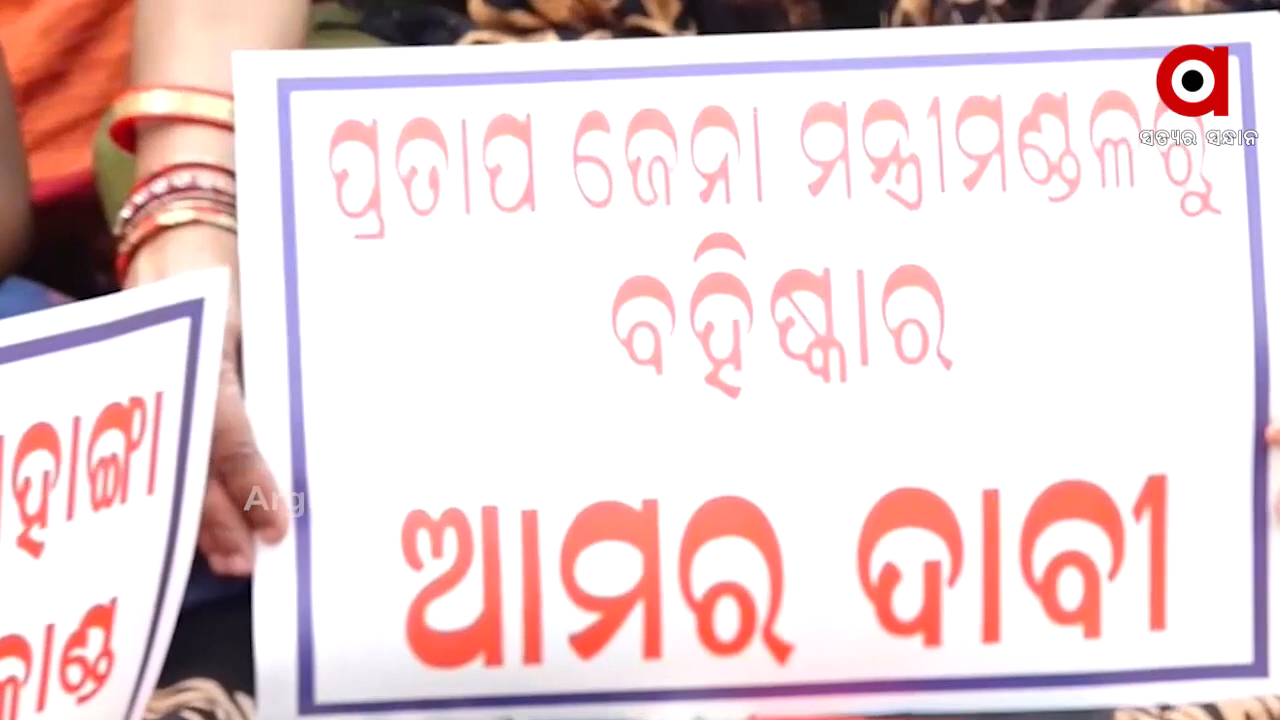 ପ୍ରତାପ ଜେନା ମନ୍ତ୍ରୀମଣ୍ଡଳରୁ
ବହିଷ୍କାର
ଆମର ଦାବୀ
ସତ୍ୟର ସନ୍ଧାନ